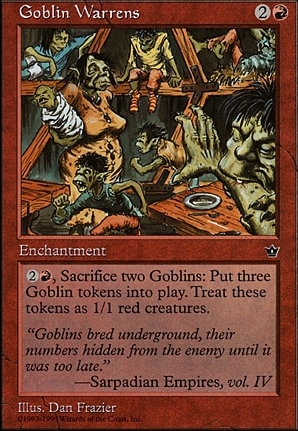 Goblin Warrens 2
Enchantment
2, Sacrifice two Goblins: Put three
Goblin tokens into play. Treat these
tokens as 1/1 red creatures.
"Goblins bred underground, their
numbers hidden from the enemy until it
was too late."
—Sarpadian Empires, vol. IV
Illus. Dan Frazier